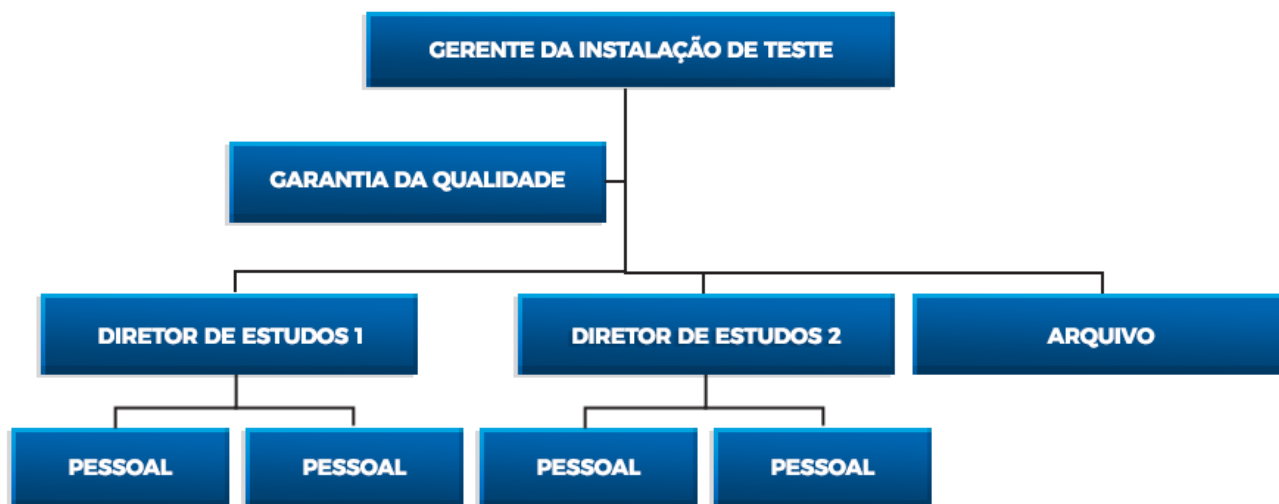 GERENTE DA INSTALAÇÃO DE TESTE
GARANTIA DA QUALIDADE
DIRETOR DE ESTUDOS 1
DIRETOR DE ESTUDOS 2
ARQUIVO
PESSOAL
PESSOAL
PESSOAL
PESSOAL